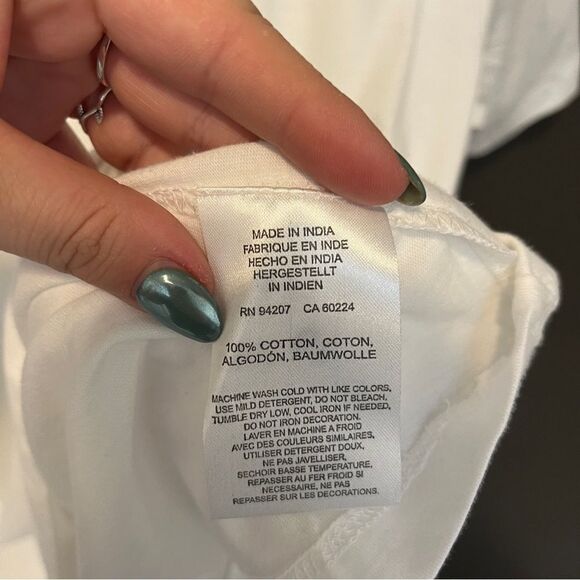 MADE IN INDIA
FABRIQUE EN INDE
HECHO EN INDIA
HERGESTELLT
IN INDIEN
RN 94207 CA 60224
100% COTTON, COTON,
ALGODÓN, BAUMWOLLE
MACHINE WASH COLD WITH LIKE COLORS,
USE MILD DETERGENT, DO NOT BLEACH.
TUMBLE DRY LOW, COOL IRON IF NEEDED,
DO NOT IRON DECORATION.
LAVER EN MACHINE A FROID
AVEC DES COULEURS SIMILAIRES,
UTILISER DETERGENT DOUX,
NE PAS JAVELLISER,
SECHOIR BASSE TEMPERATURE,
REPASSER AU FER FROID SI
NECESSAIRE, NE PAS
REPASSER SUR LES DECORATIONS.